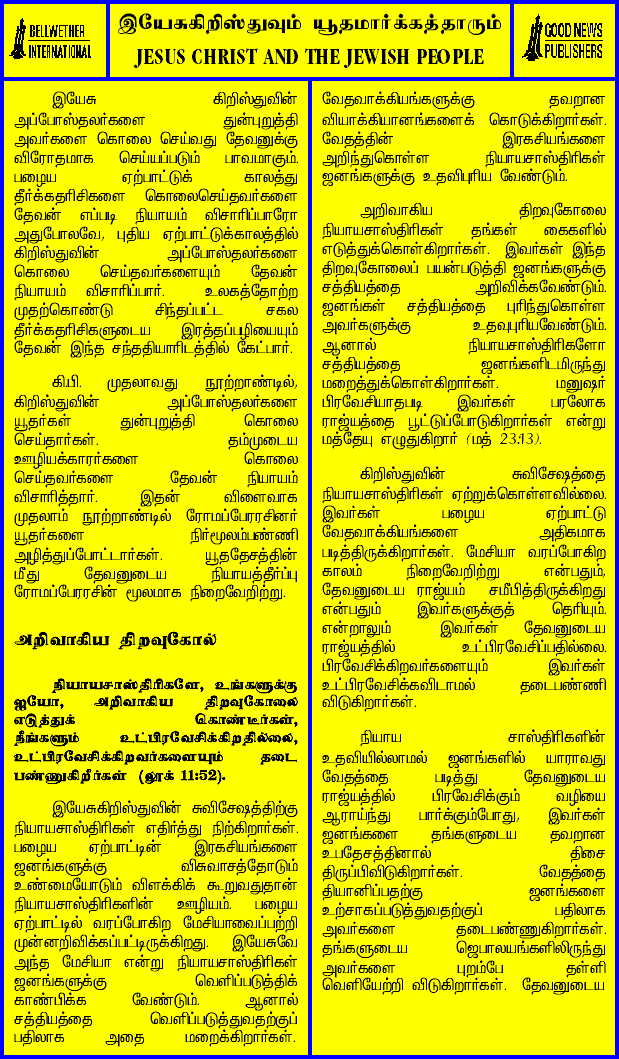 BELLWETHER
INTERNATIONAL
இயேசுகிறிஸ்துவும் யூதமார்க்கத்தாரும்
JESUS CHRIST AND THE JEWISH PEOPLE
GOOD NEWS
PUBLISHERS
இயேசு கிறிஸ்துவின்
அப்போஸ்தலர்களை துன்புறுத்தி
அவர்களை கொலை செய்வது தேவனுக்கு
விரோதமாக செய்யப்படும் பாவமாகும்.
பழைய ஏற்பாட்டுக் காலத்து
தீர்க்கதரிசிகளை கொலைசெய்தவர்களை
தேவன் எப்படி நியாயம் விசாரிப்பாரோ
அதுபோலவே, புதிய ஏற்பாட்டுக்காலத்தில்
கிறிஸ்துவின் அப்போஸ்தலர்களை
கொலை செய்தவர்களையும் தேவன்
நியாயம் விசாரிப்பார். உலகத்தோற்ற
முதற்கொண்டு சிந்தப்பட்ட சகல
தீர்க்கதரிசிகளுடைய இரத்தப்பழியையும்
தேவன் இந்த சந்ததியாரிடத்தில் கேட்பார்.
கி.பி. முதலாவது நூற்றாண்டில்,
கிறிஸ்துவின் அப்போஸ்தலர்களை
யூதர்கள் துன்புறுத்தி கொலை
செய்தார்கள். தம்முடைய
ஊழியக்காரர்களை கொலை
செய்தவர்களை தேவன் நியாயம்
விசாரித்தார். இதன் விளைவாக
முதலாம் நூற்றாண்டில் ரோமப்பேரரசினர்
யூதர்களை நிர்மூலம்பண்ணி
அழித்துப்போட்டார்கள். யூததேசத்தின்
மீது தேவனுடைய நியாயத்தீர்ப்பு
ரோமப்பேரரசின் மூலமாக நிறைவேறிற்று.
அறிவாகிய திறவுகோல்
நியாயசாஸ்திரிகளே, உங்களுக்கு
ஐயோ, அறிவாகிய திறவுகோலை
எடுத்துக் கொண்டீர்கள்,
நீங்களும் உட்பிரவேசிக்கிறதில்லை,
உட்பிரவேசிக்கிறவர்களையும் தடை
பண்ணுகிறீர்கள் (லூக் 11:52).
இயேசுகிறிஸ்துவின் சுவிசேஷத்திற்கு
நியாயசாஸ்திரிகள் எதிர்த்து நிற்கிறார்கள்.
பழைய ஏற்பாட்டின் இரகசியங்களை
ஜனங்களுக்கு விசுவாசத்தோடும்
உண்மையோடும் விளக்கிக் கூறுவதுதான்
நியாயசாஸ்திரிகளின் ஊழியம். பழைய
ஏற்பாட்டில் வரப்போகிற மேசியாவைப்பற்றி
முன்னறிவிக்கப்பட்டிருக்கிறது. இயேசுவே
அந்த மேசியா என்று நியாயசாஸ்திரிகள்
ஜனங்களுக்கு வெளிப்படுத்திக்
காண்பிக்க வேண்டும். ஆனால்
சத்தியத்தை வெளிப்படுத்துவதற்குப்
பதிலாக அதை மறைக்கிறார்கள்.
வேதவாக்கியங்களுக்கு தவறான
வியாக்கியானங்களைக் கொடுக்கிறார்கள்.
வேதத்தின் இரகசியங்களை
அறிந்துகொள்ள நியாயசாஸ்திரிகள்
ஜனங்களுக்கு உதவிபுரிய வேண்டும்.
அறிவாகிய திறவுகோலை
நியாயசாஸ்திரிகள் தங்கள் கைகளில்
எடுத்துக்கொள்கிறார்கள். இவர்கள் இந்த
திறவுகோலைப் பயன்படுத்தி ஜனங்களுக்கு
சத்தியத்தை அறிவிக்கவேண்டும்.
ஜனங்கள் சத்தியத்தை புரிந்துகொள்ள
அவர்களுக்கு உதவுபுரியவேண்டும்.
ஆனால் நியாயசாஸ்திரிகளோ
சத்தியத்தை ஜனங்களிடமிருந்து
மறைத்துக்கொள்கிறார்கள். மனுஷர்
பிரவேசியாதபடி இவர்கள் பரலோக
ராஜ்யத்தை பூட்டுப்போடுகிறார்கள் என்று
மத்தேயு எழுதுகிறார் (மத் 23:13).
கிறிஸ்துவின் சுவிசேஷத்தை
நியாயசாஸ்திரிகள் ஏற்றுக்கொள்ளவில்லை.
இவர்கள் பழைய ஏற்பாட்டு
வேதவாக்கியங்களை அதிகமாக
படித்திருக்கிறார்கள். மேசியா வரப்போகிற
காலம் நிறைவேறிற்று என்பதும்,
தேவனுடைய ராஜ்யம் சமீபித்திருக்கிறது
என்பதும் இவர்களுக்குத் தெரியும்.
என்றாலும் இவர்கள் தேவனுடைய
ராஜ்யத்தில் உட்பிரவேசிப்பதில்லை.
பிரவேசிக்கிறவர்களையும் இவர்கள்
உட்பிரவேசிக்கவிடாமல் தடைபண்ணி
விடுகிறார்கள்.
நியாய சாஸ்திரிகளின்
உதவியில்லாமல் ஜனங்களில் யாராவது
வேதத்தை படித்து தேவனுடைய
ராஜ்யத்தில் பிரவேசிக்கும் வழியை
ஆராய்ந்து பார்க்கும்போது, இவர்கள்
ஜனங்களை தங்களுடைய தவறான
உபதேசத்தினால் திசை
திருப்பிவிடுகிறார்கள். வேதத்தை
தியானிப்பதற்கு ஜனங்களை
உற்சாகப்படுத்துவதற்குப் பதிலாக
அவர்களை தடைபண்ணுகிறார்கள்.
தங்களுடைய ஜெபாலயங்களிலிருந்து
அவர்களை புறம்பே தள்ளி
வெளியேற்றி விடுகிறார்கள். தேவனுடைய